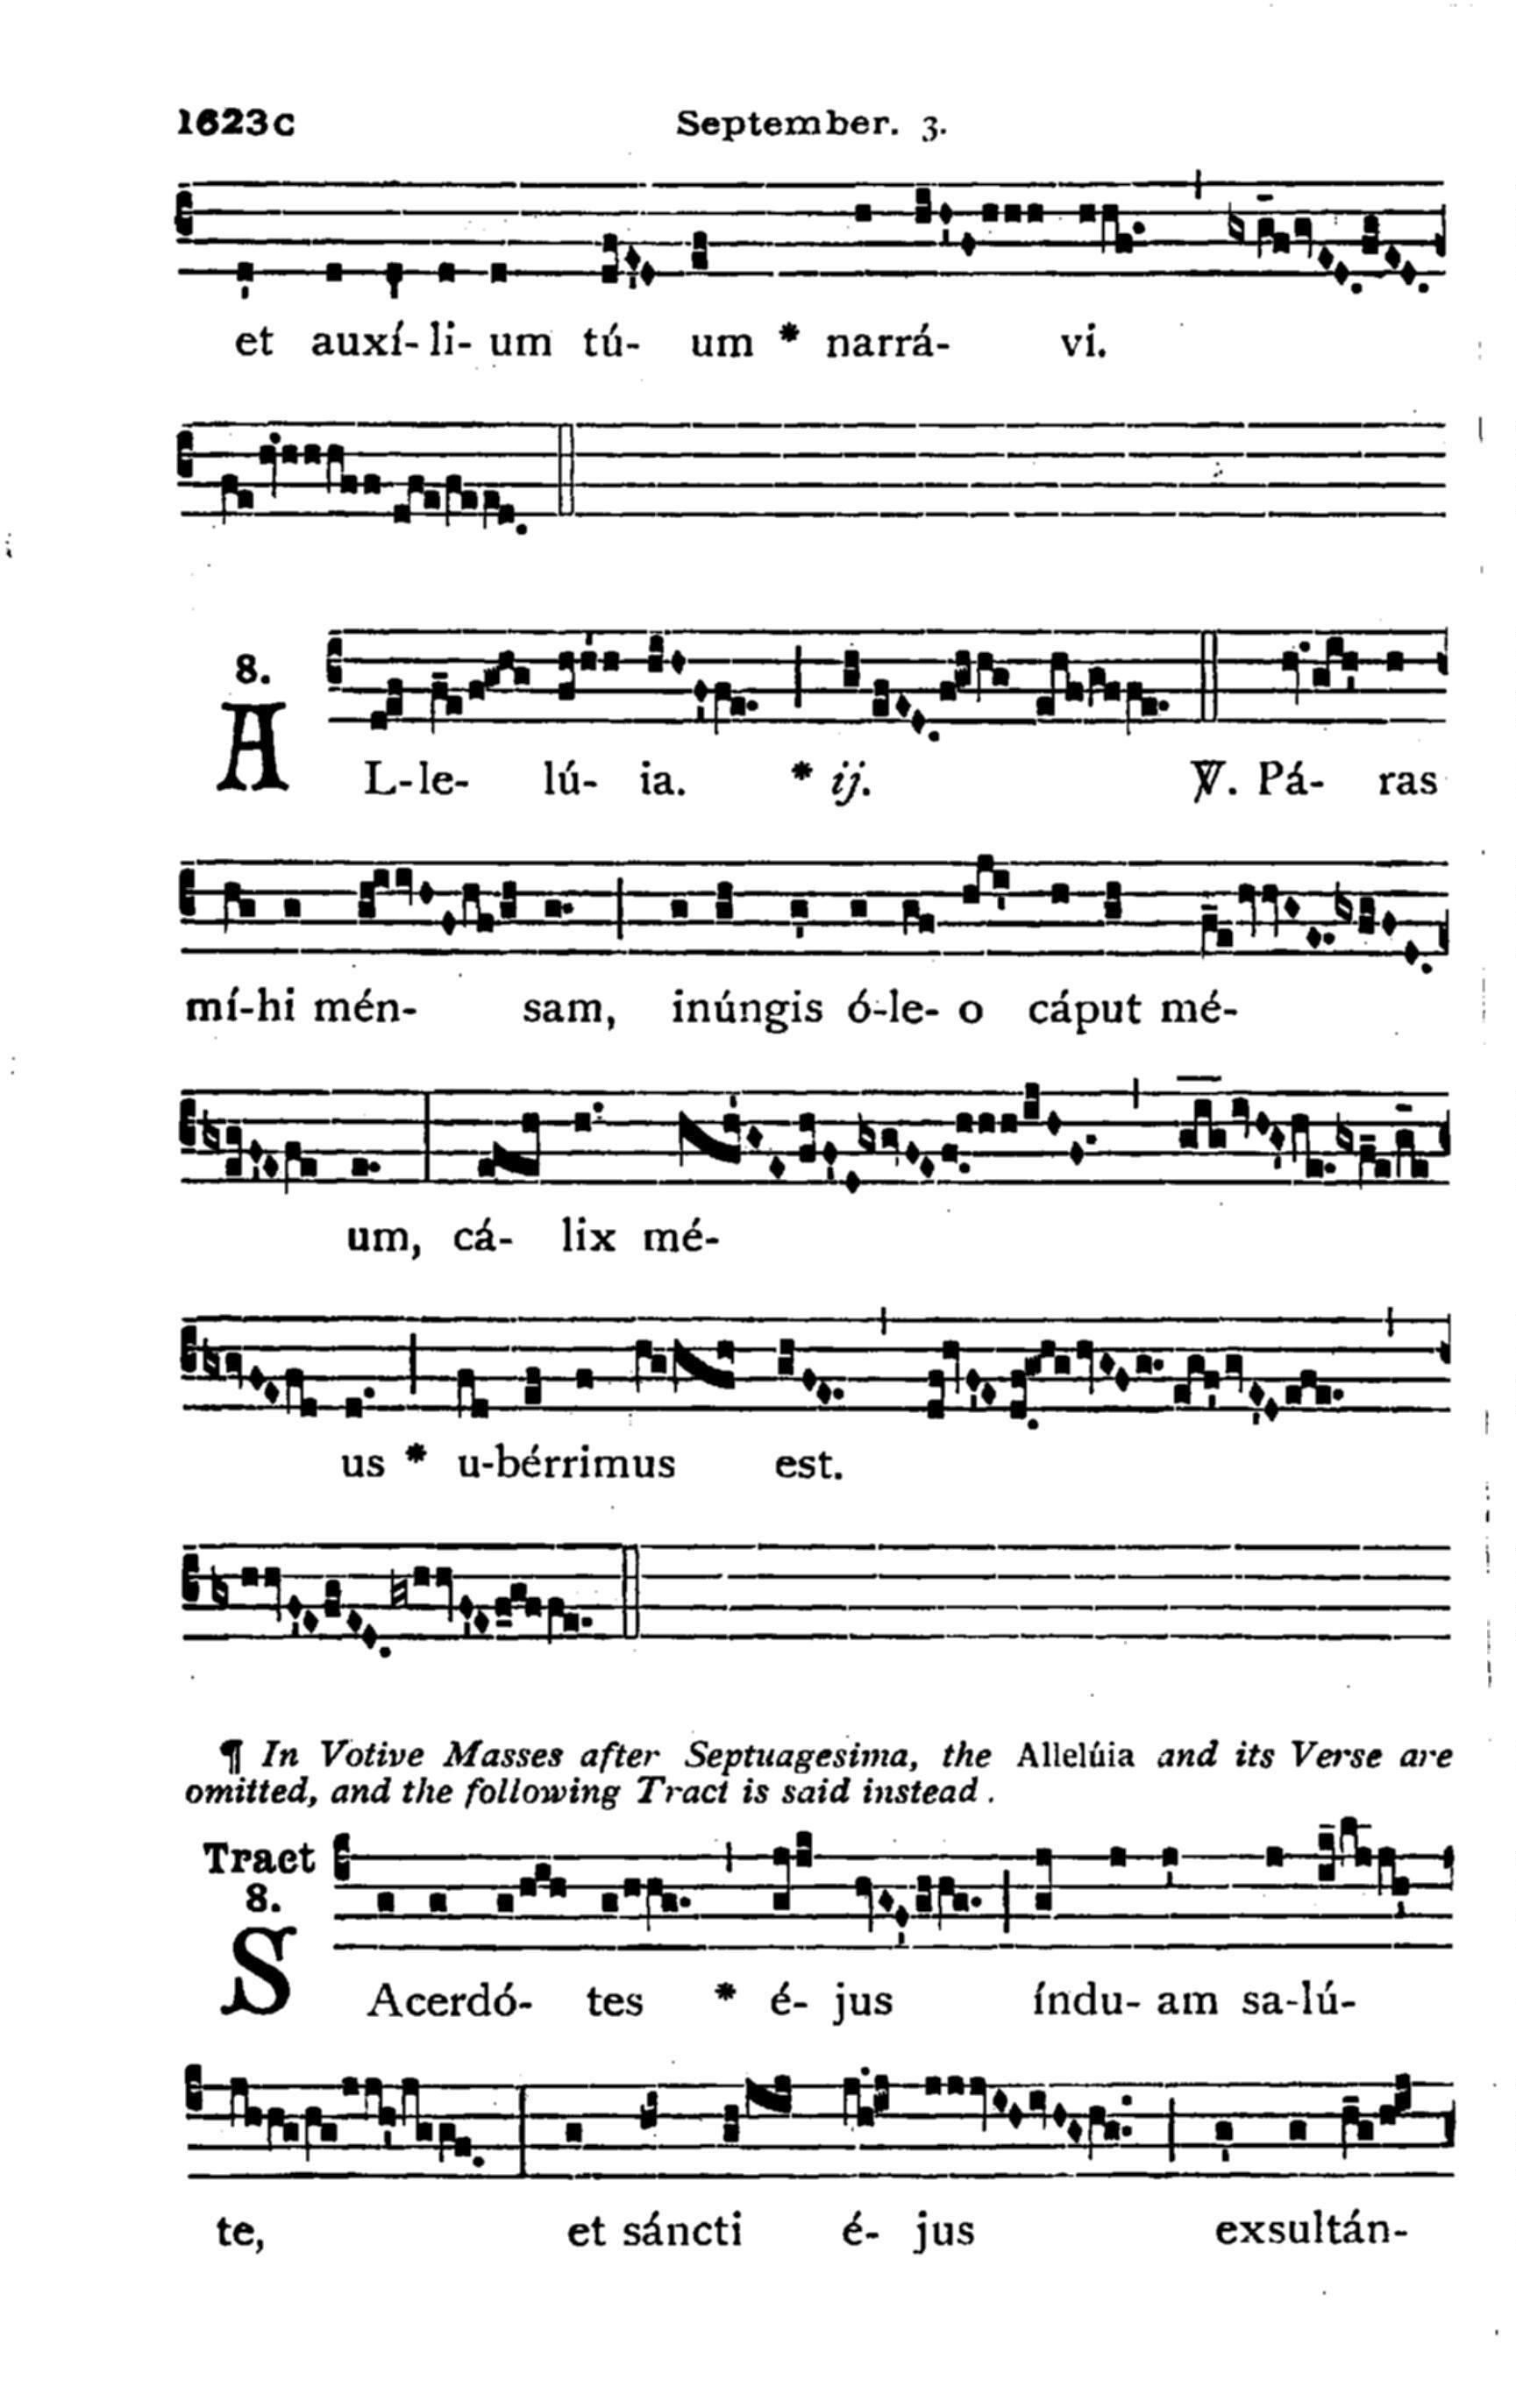 1623c September. 3.
et auxí- li- um tú- um * narrá- vi.
8.
AL-le- lú- ia. * ij. ℣. Pá- ras
mí-hi mén- sam, inúngis ó-le- o cáput mé-
um, cá- lix mé-
us * u-bérrimus est.
¶ In Votive Masses after Septuagesima, the Allelúia and its Verse are
omitted, and the following Tract is said instead.
Tract
8.
SAcerdó- tes * é- jus índu- am sa-lú-
te, et sáncti é- jus exsultán-